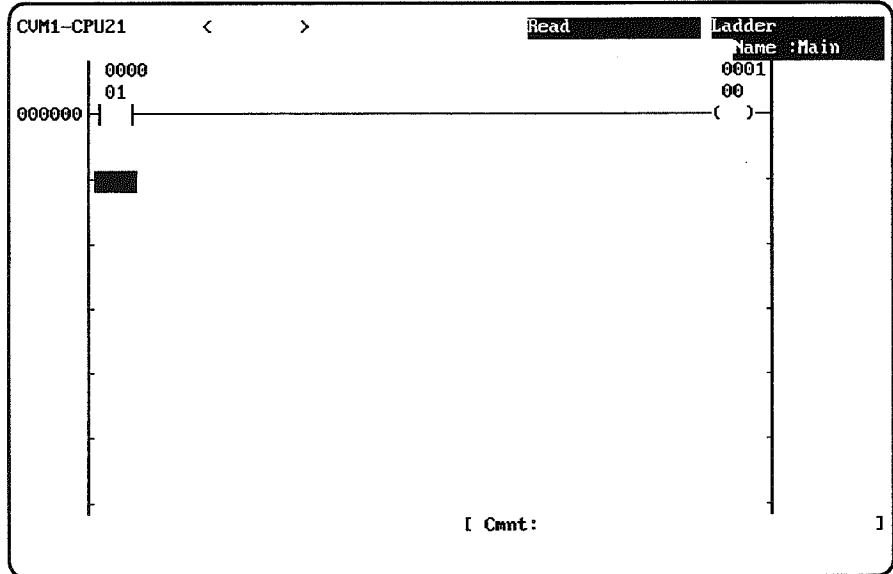 CVM1-CPU21 < > Read Ladder
Name :Main
0000 0001
01 00
000000 ( )
[ Cmnt: ]